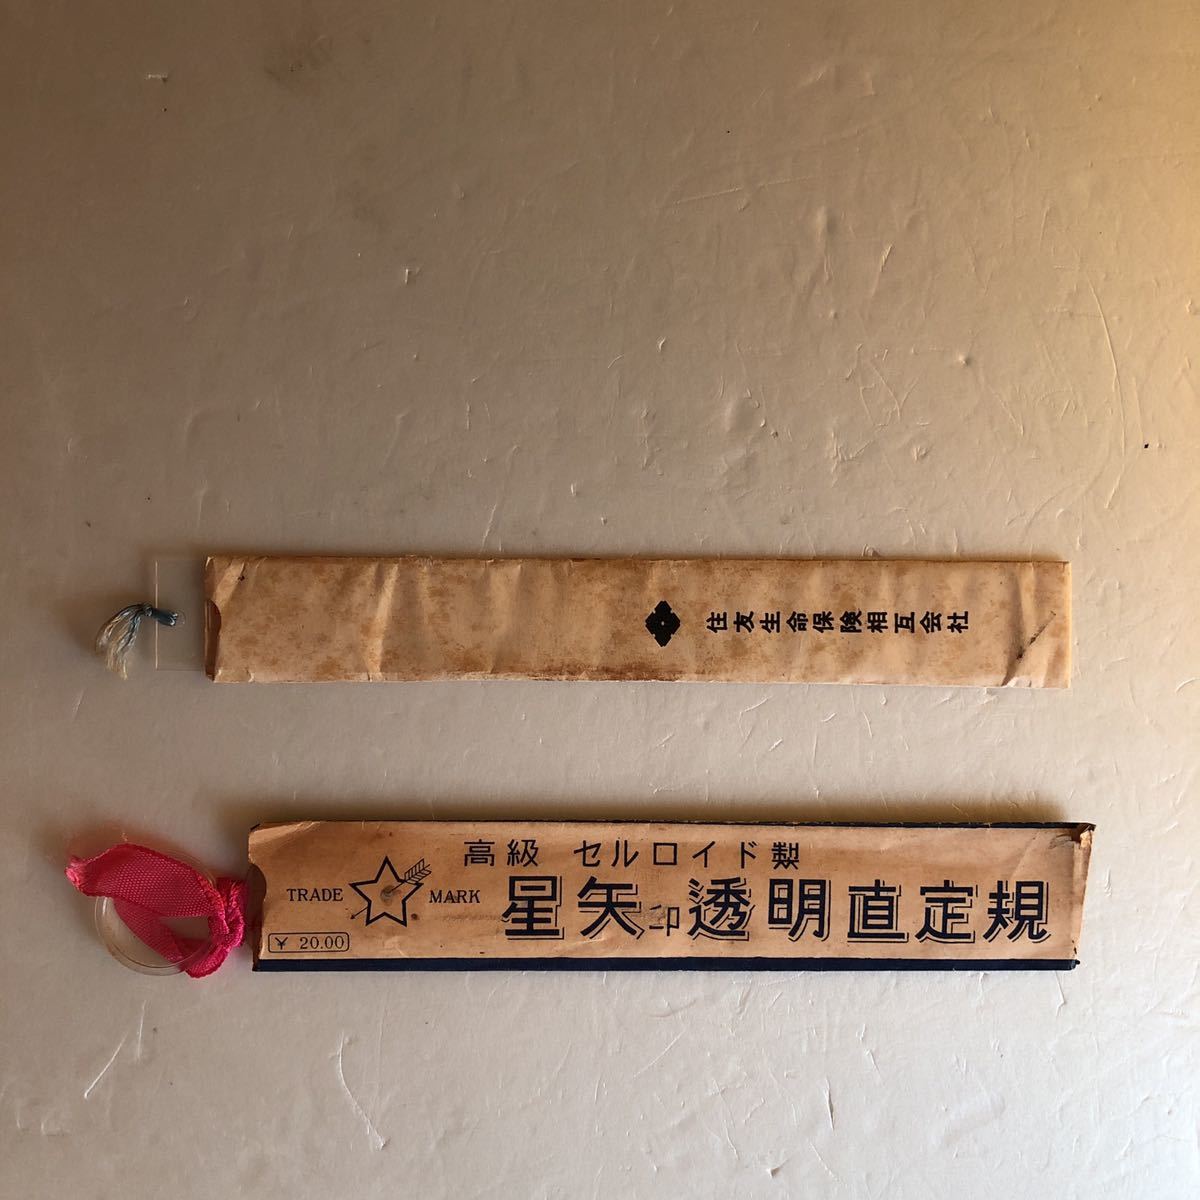 住友生命保険相互会社
高級 セルロイド製
TRADE MARK
星矢印透明直定規
¥ 20.00